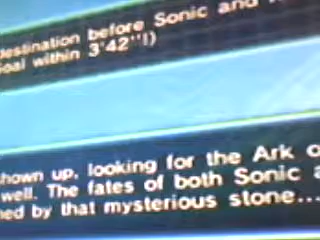 destination before Sonic and
oal within 3'42"!)
hown up, looking for the Ark o
well. The fates of both Sonic a
ned by that mysterious stone...